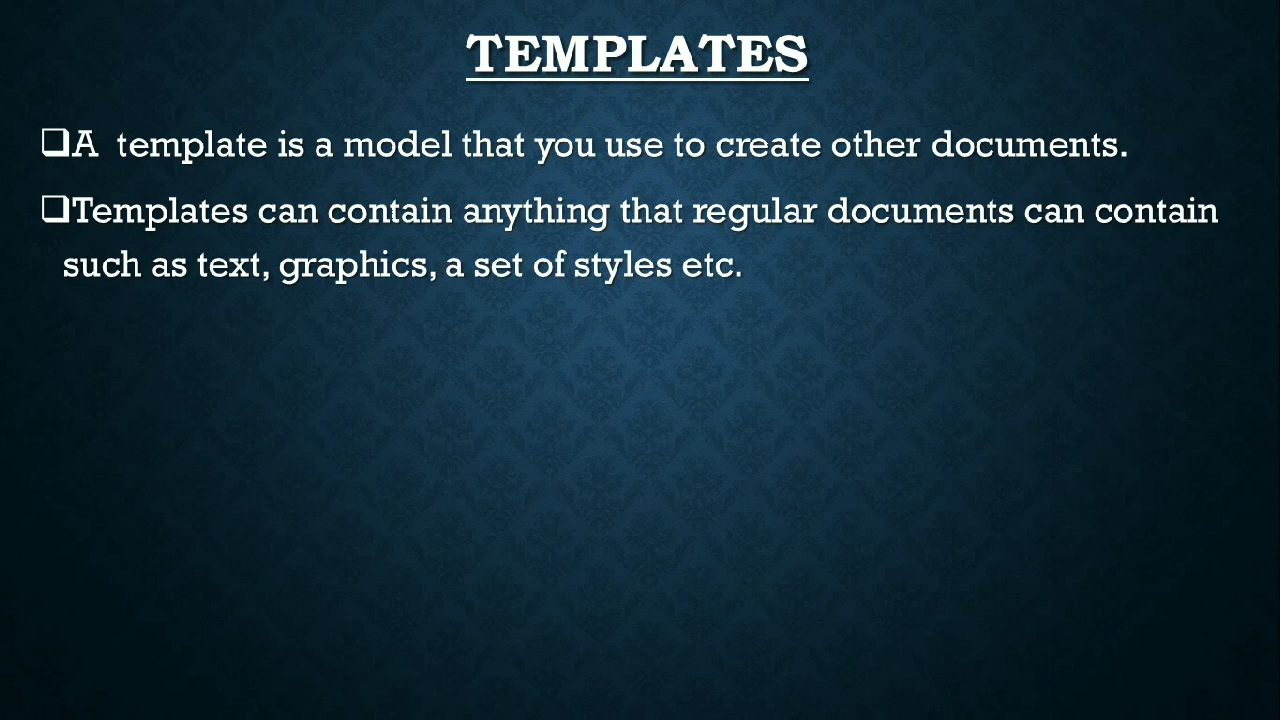 TEMPLATES
❑A  template is a model that you use to create other documents.
❑Templates can contain anything that regular documents can contain
such as text, graphics, a set of styles etc.